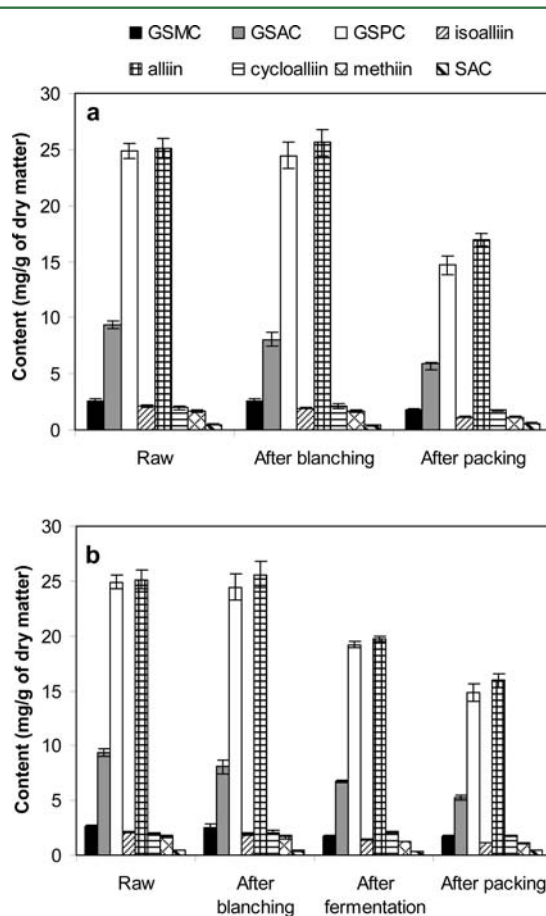 GSMC GSAC GSPC isoalliin
alliin cycloalliin methiin SAC
a
Content (mg/g of dry matter)
30
25
20
15
10
5
0
Raw After blanching After packing
b
Content (mg/g of dry matter)
30
25
20
15
10
5
0
Raw After After After packing
blanching fermentation